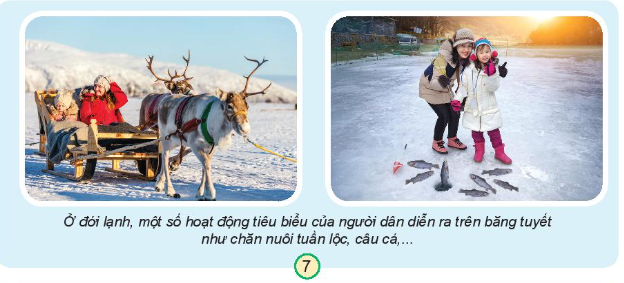 Ở đới lạnh, một số hoạt động tiêu biểu của người dân diễn ra trên băng tuyết
như chăn nuôi tuần lộc, câu cá,...
7